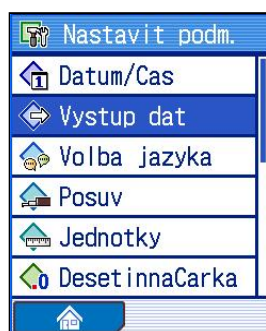 Nastavit podm.
Datum/Cas
Vystup dat
Volba jazyka
Posuv
Jednotky
DesetinnaCarka